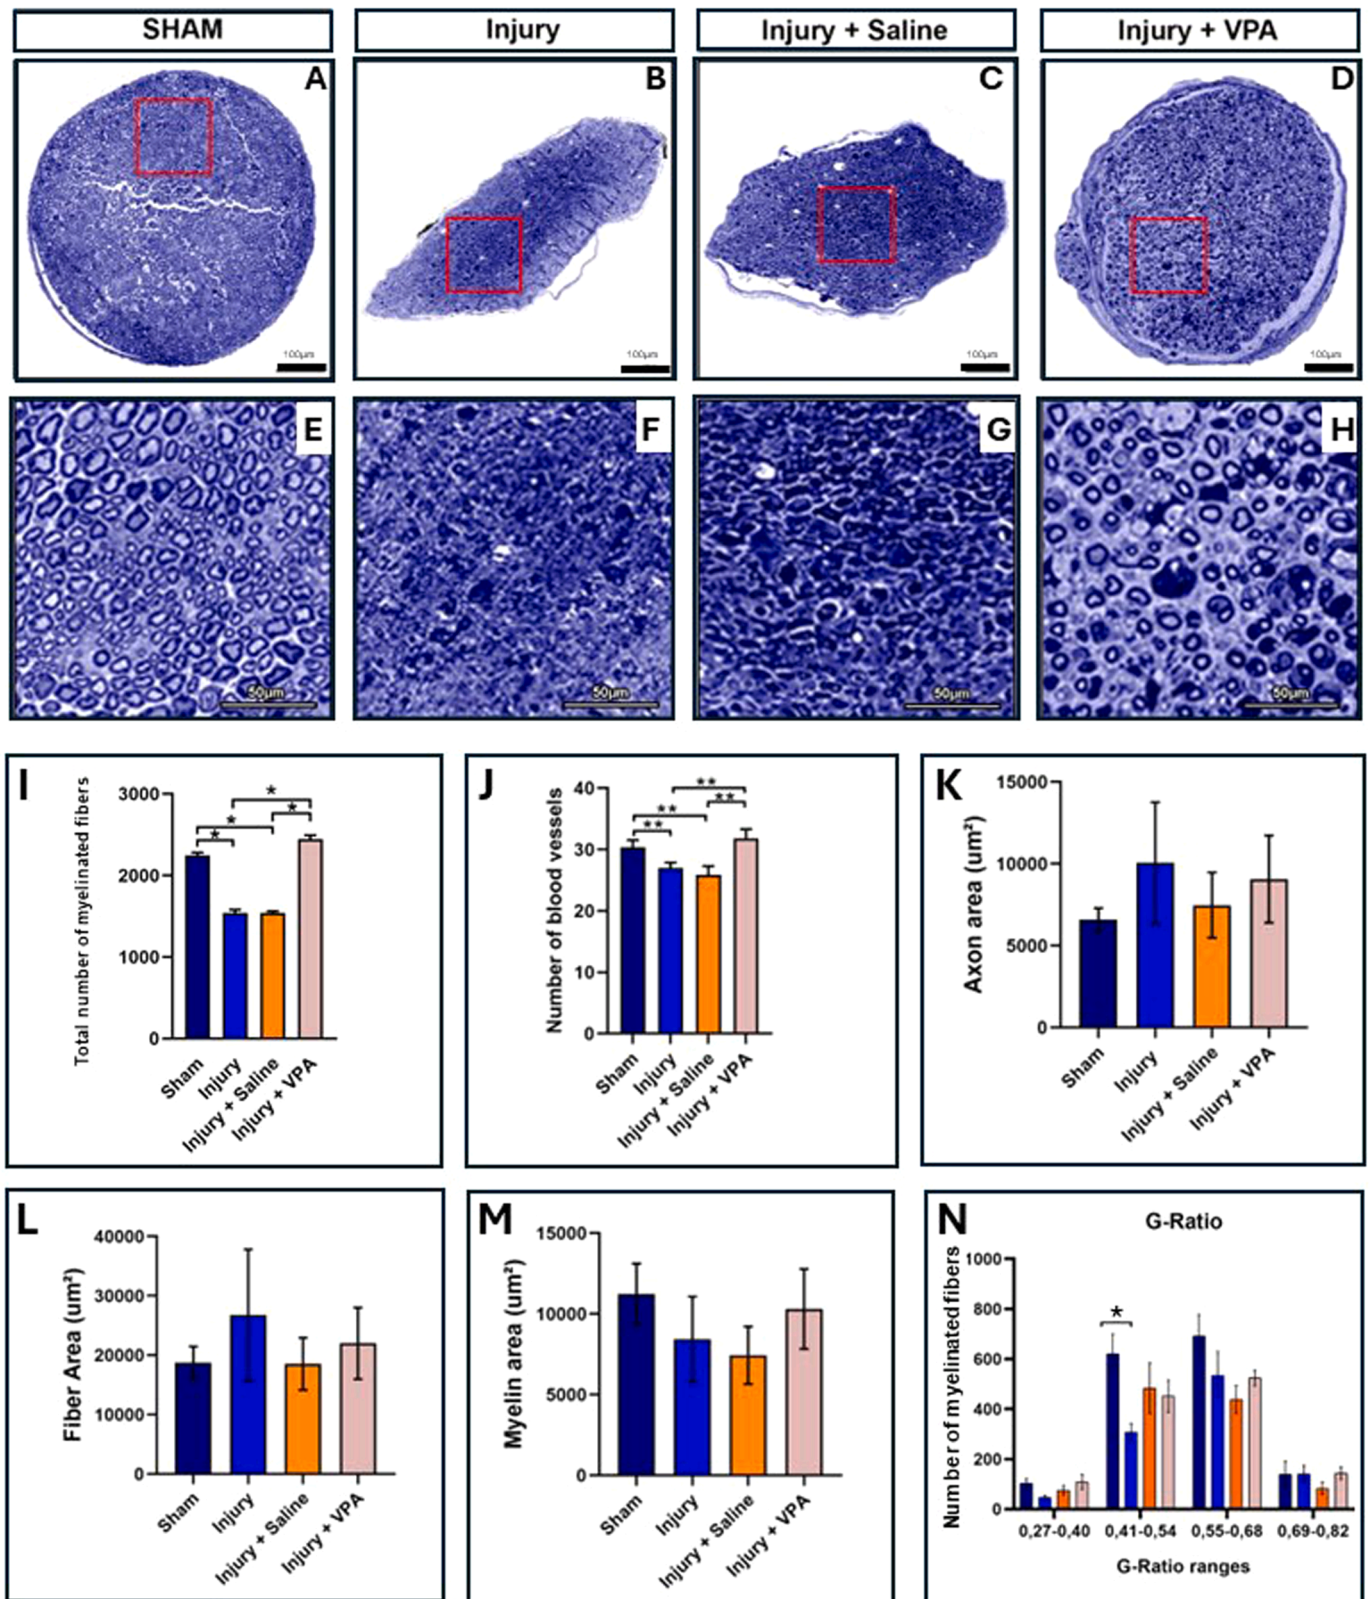 SHAM
Injury
Injury + Saline
Injury + VPA
A
B
C
D
100µm
100µm
100µm
100µm
E
F
G
H
50µm
50µm
50µm
50µm
I
Total number of myelinated fibers
3000
2000
1000
0
*
*
*
*
Sham
Injury
Injury + Saline
Injury + VPA
J
Number of blood vessels
40
30
20
10
0
**
**
**
**
Sham
Injury
Injury + Saline
Injury + VPA
K
Axon area (um²)
15000
10000
5000
0
Sham
Injury
Injury + Saline
Injury + VPA
L
Fiber Area (um²)
40000
30000
20000
10000
0
Sham
Injury
Injury + Saline
Injury + VPA
M
Myelin area (um²)
15000
10000
5000
0
Sham
Injury
Injury + Saline
Injury + VPA
N
G-Ratio
Number of myelinated fibers
1000
800
600
400
200
0
*
0,27-0,40
0,41-0,54
0,55-0,68
0,69-0,82
G-Ratio ranges